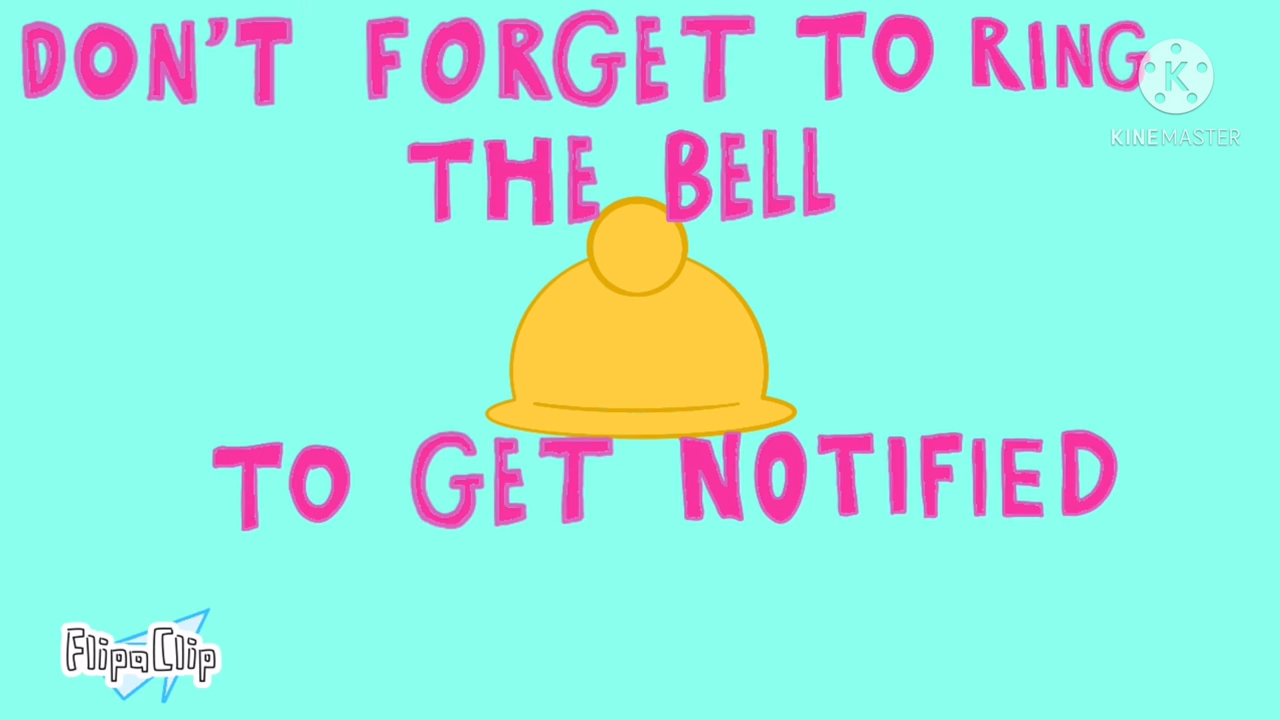 DON'T FORGET TO RING
K
KINEMASTER
THE BELL
TO GET NOTIFIED
FlipaClip